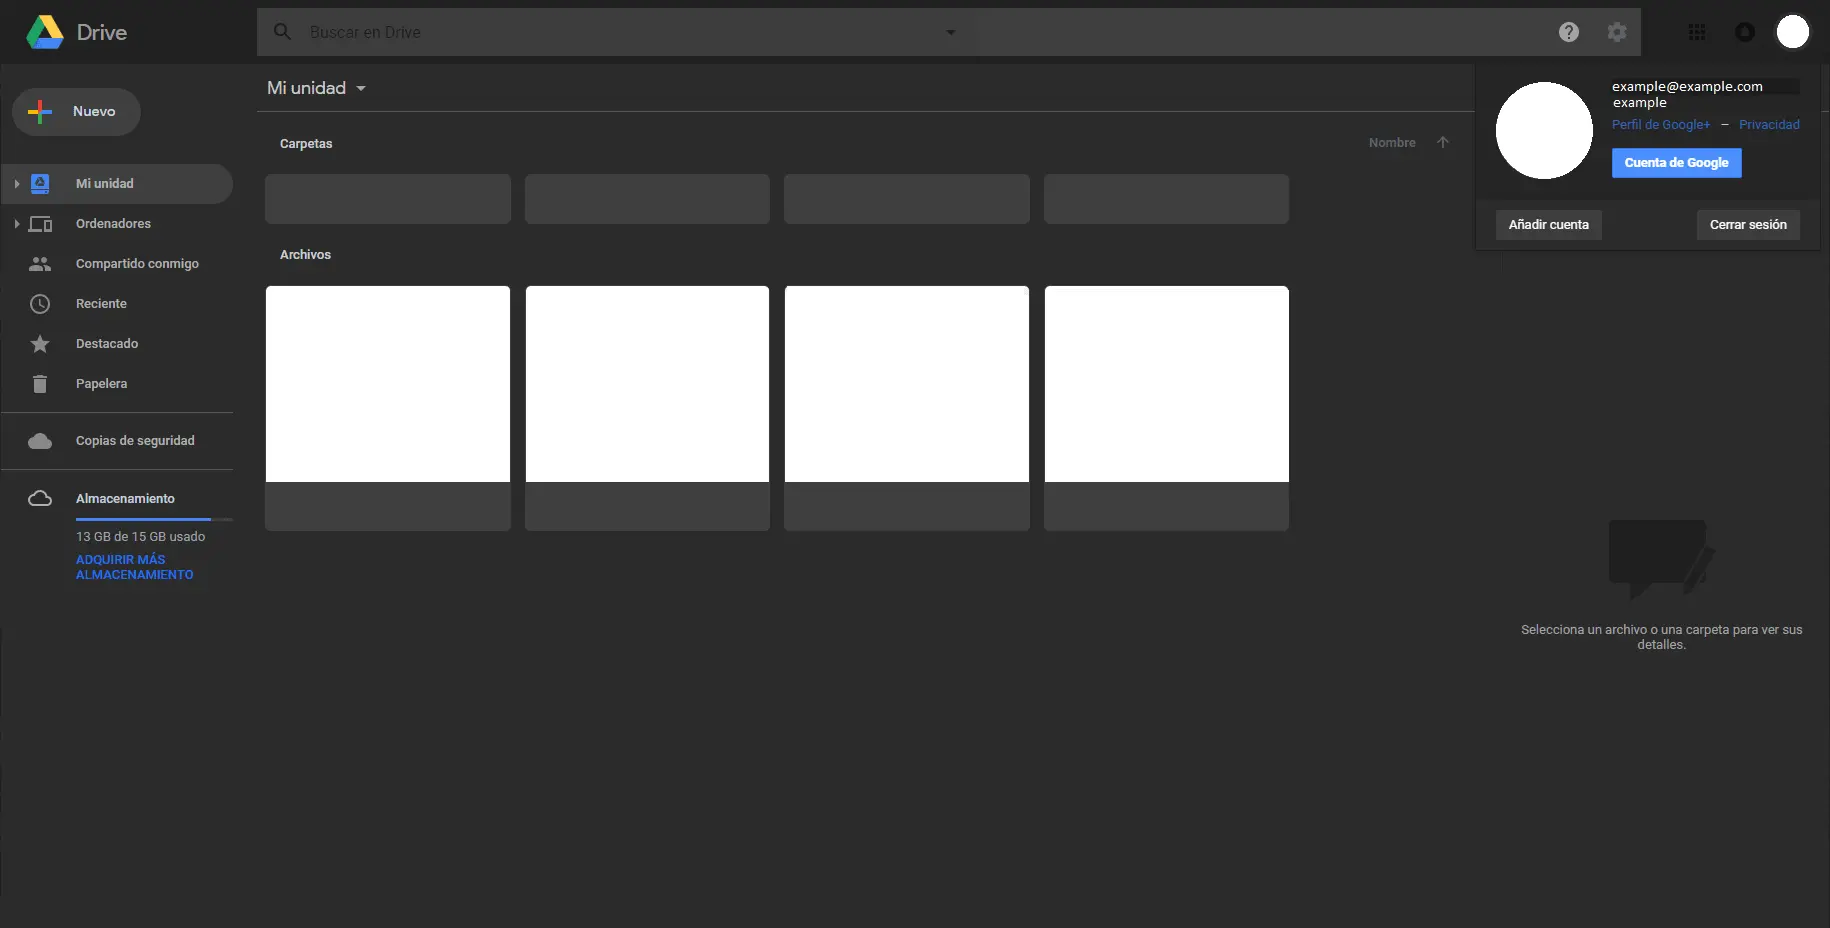 Drive
Buscar en Drive
Nuevo
Mi unidad
Ordenadores
Compartido conmigo
Reciente
Destacado
Papelera
Copias de seguridad
Almacenamiento
13 GB de 15 GB usado
ADQUIRIR MÁS
ALMACENAMIENTO
Mi unidad
Carpetas
Nombre
Archivos
example@example.com
example
Perfil de Google+ – Privacidad
Cuenta de Google
Añadir cuenta
Cerrar sesión
Selecciona un archivo o una carpeta para ver sus
detalles.